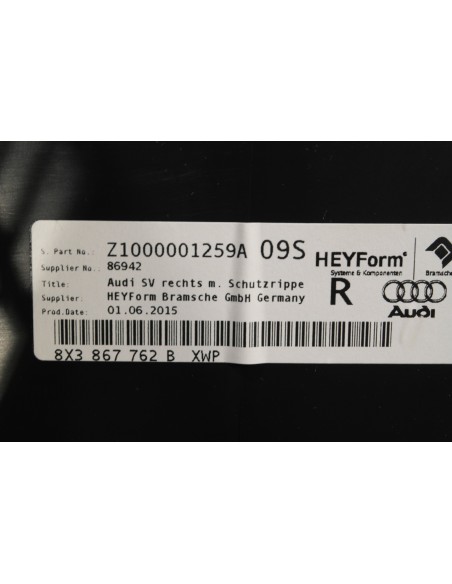 S. Part No.: Z1000001259A 09S
Supplier No.: 86942
Title: Audi SV rechts m. Schutzrippe
Supplier: HEYForm Bramsche GmbH Germany
Prod.Date: 01.06.2015
8X3 867 762 B XWP
HEYForm
Systeme & Komponenten
Bramsche
R
Audi